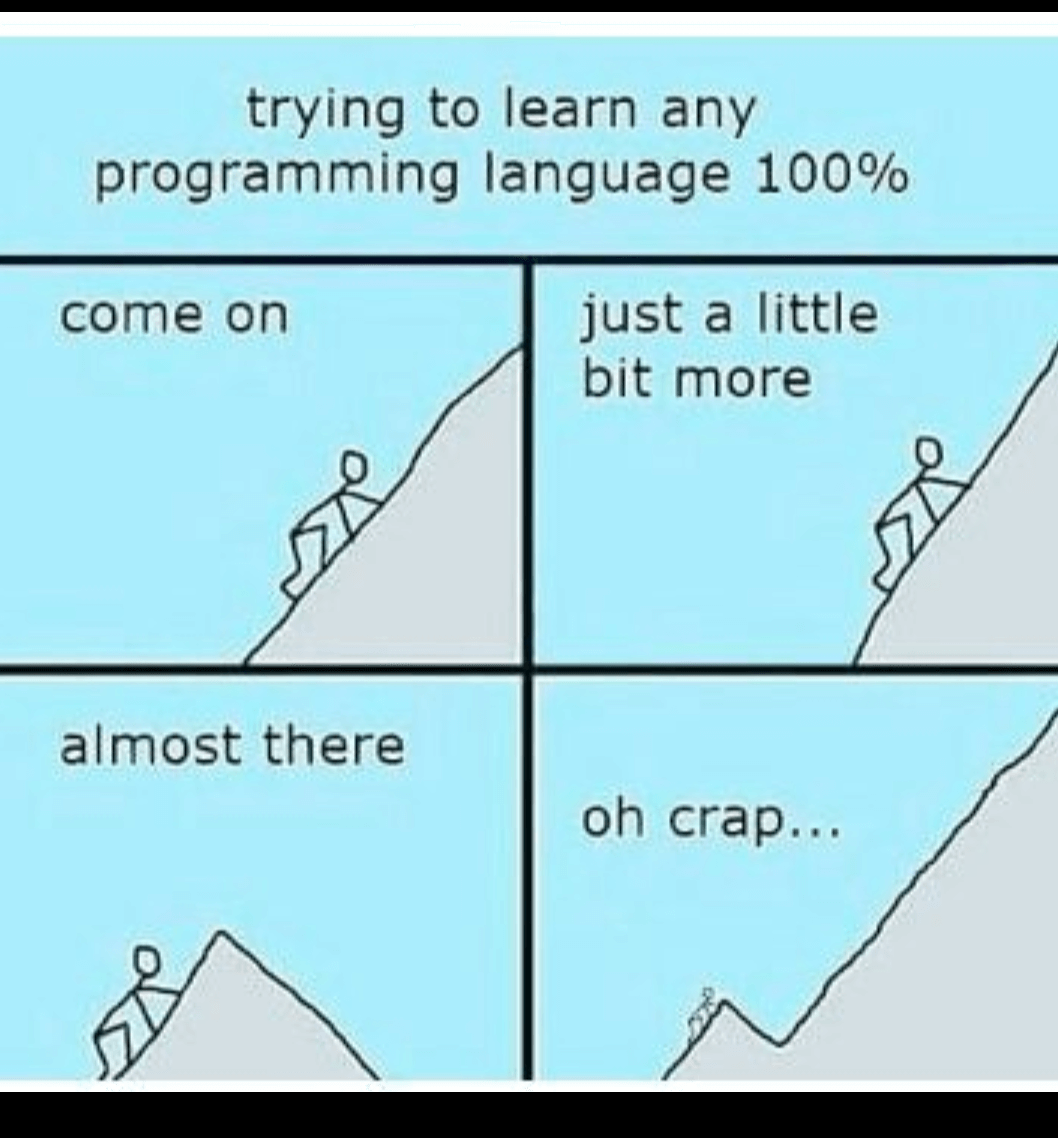 trying to learn any
programming language 100%
come on
just a little
bit more
almost there
oh crap...